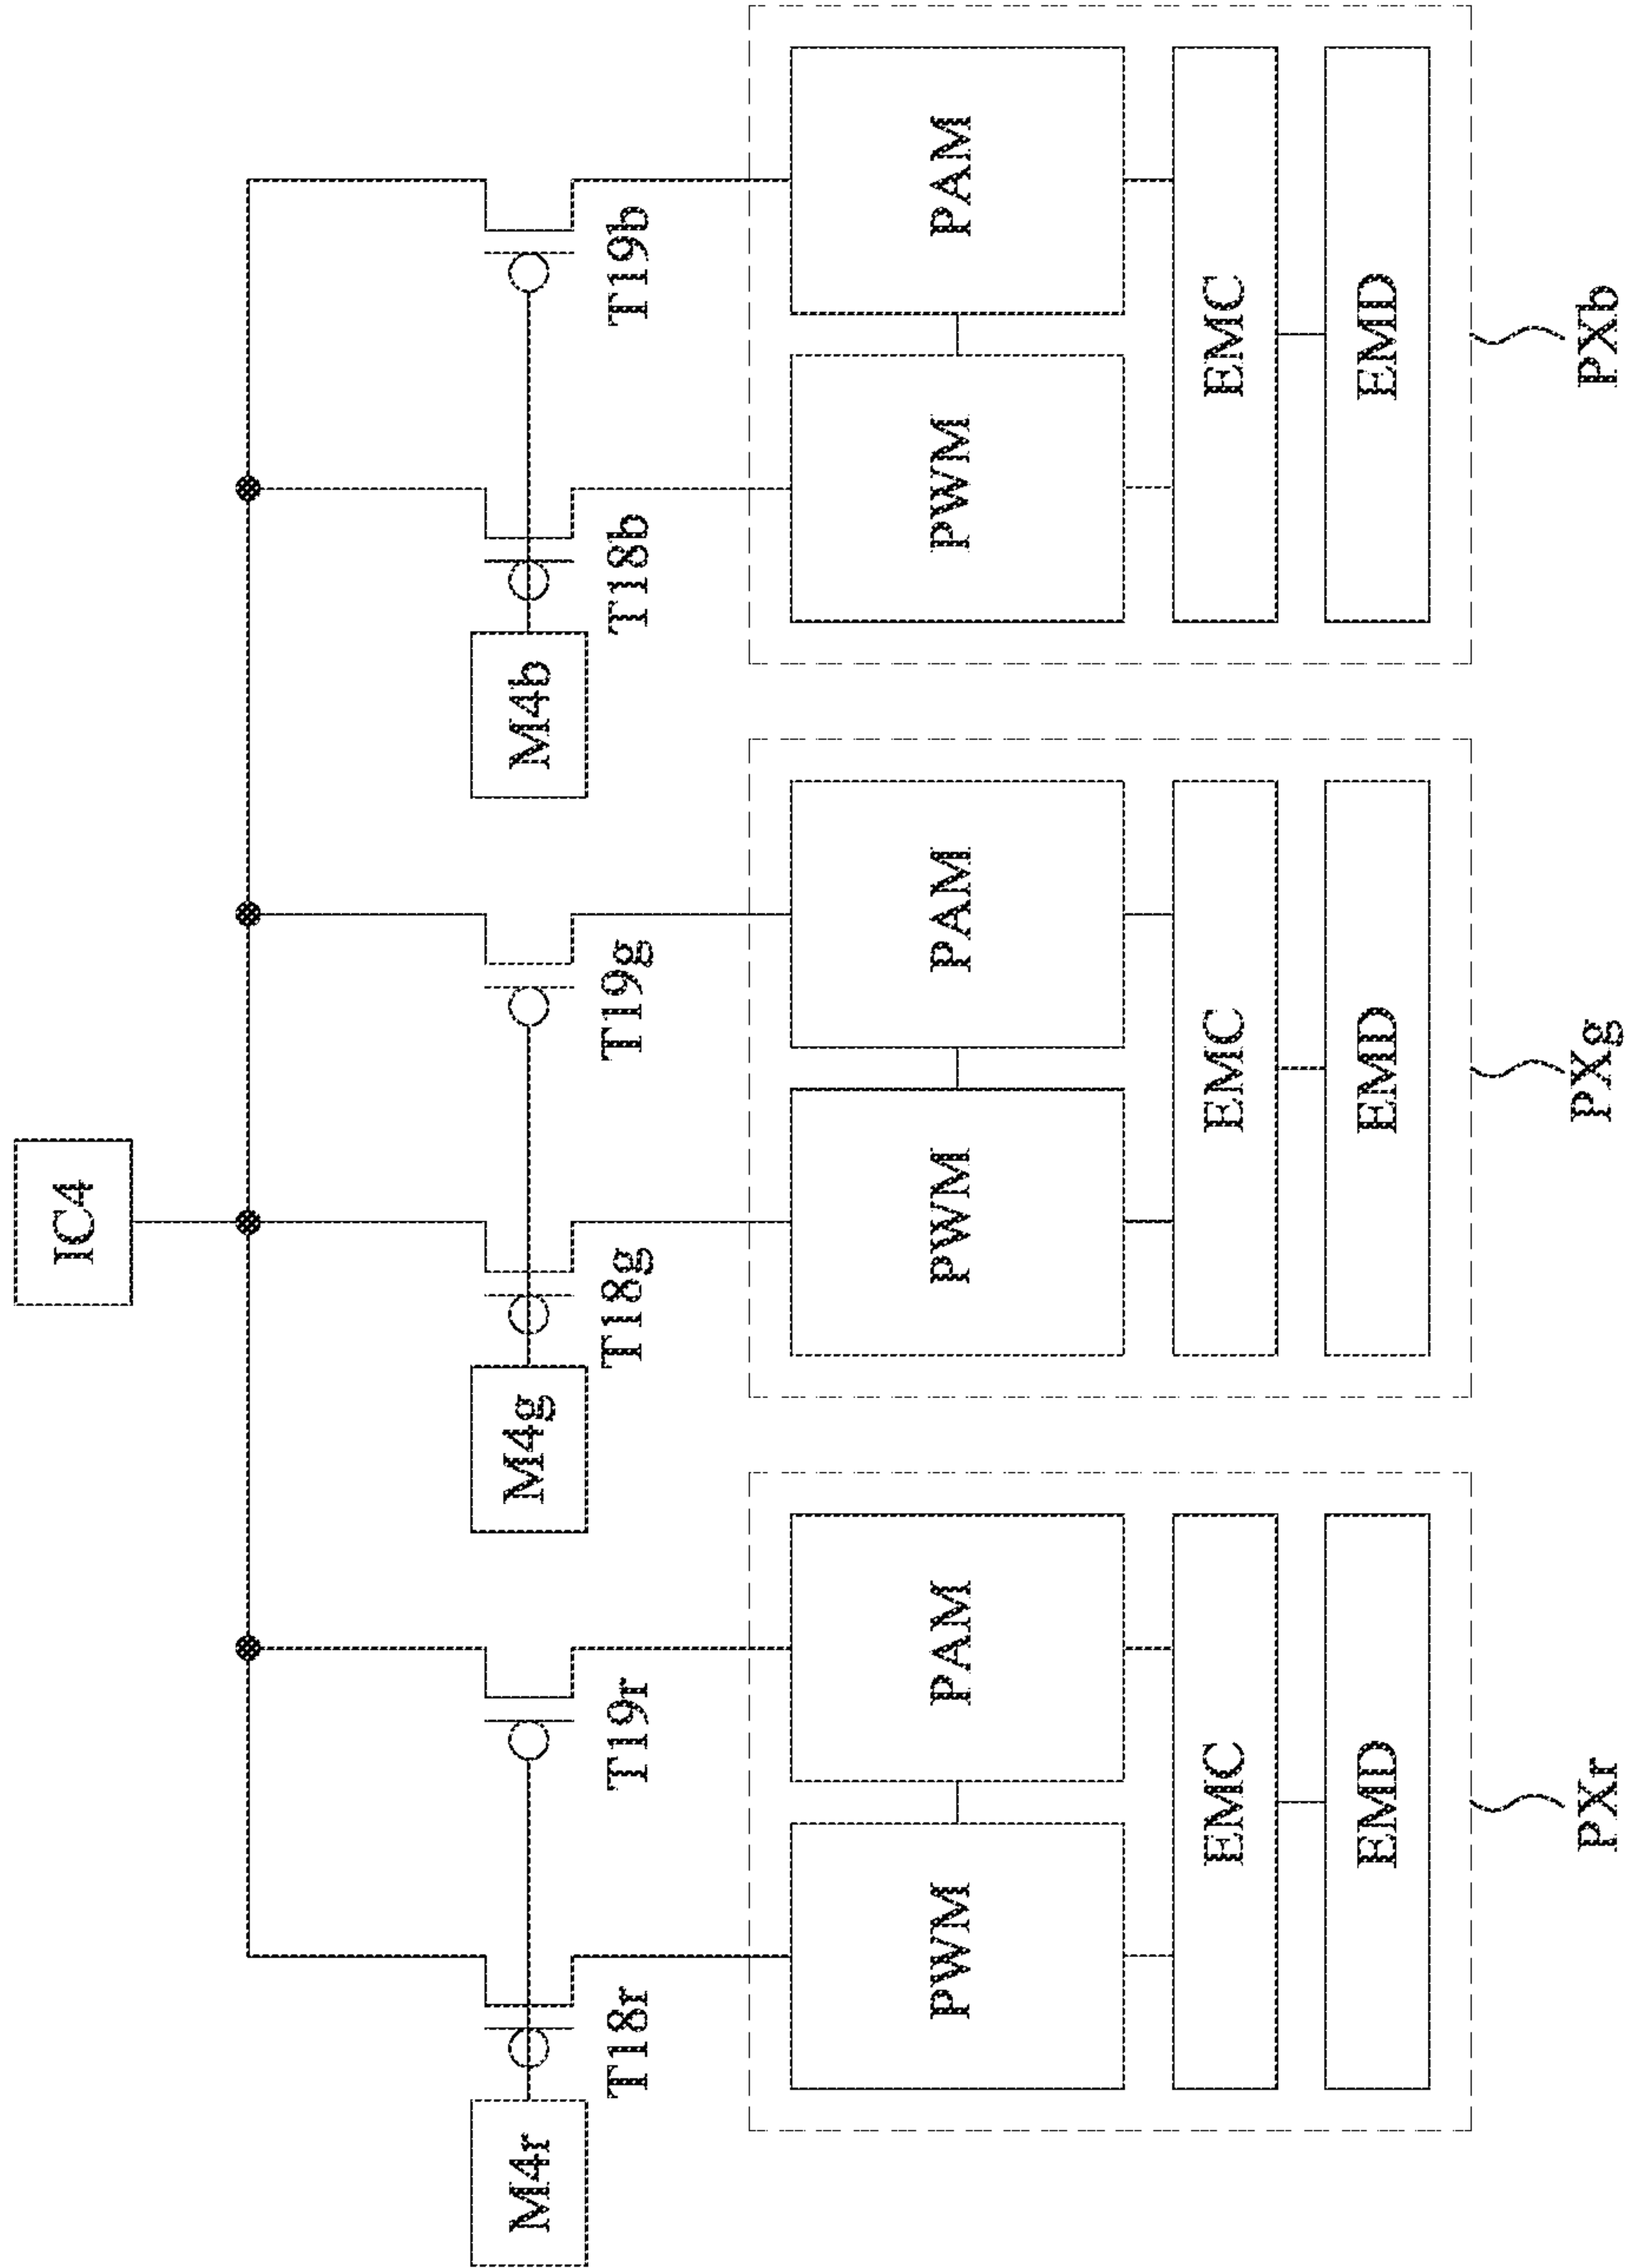 IC4
M4r
T18r
T19r
M4g
T18g
T19g
M4b
T18b
T19b
PWM
PAM
PWM
PAM
PWM
PAM
EMC
EMC
EMC
EMD
EMD
EMD
PXr
PXg
PXb